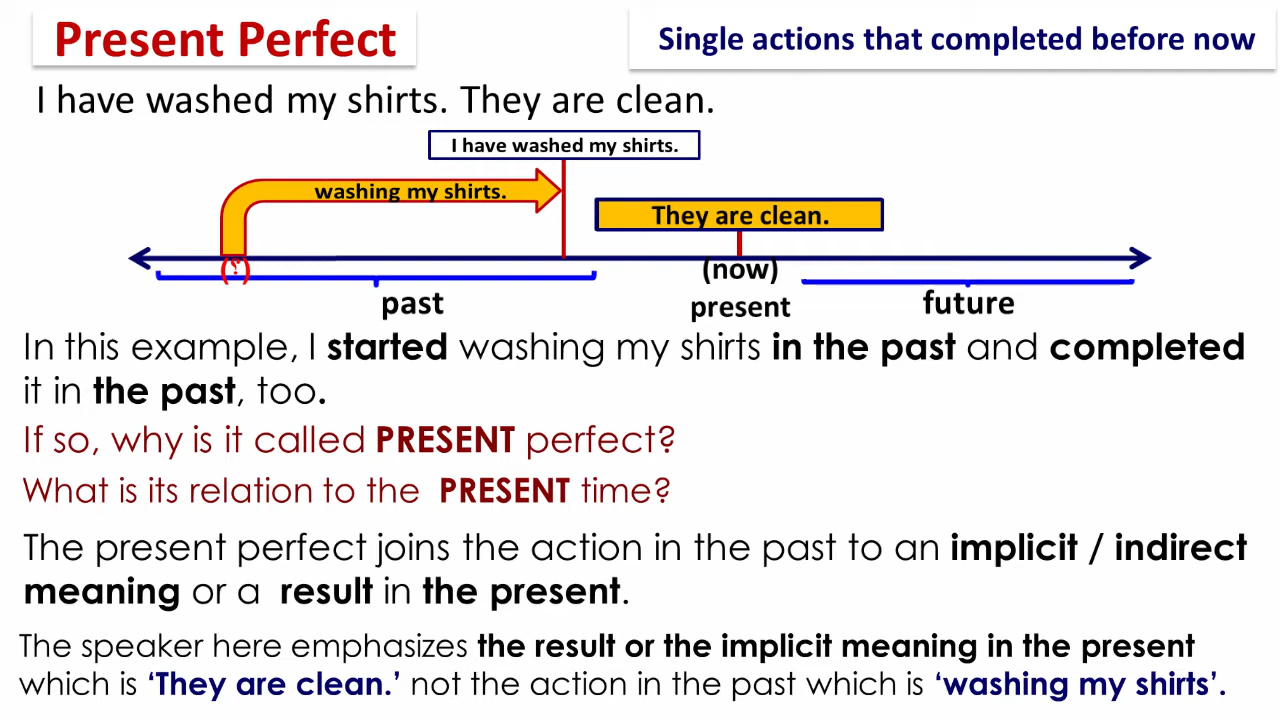 Present Perfect
Single actions that completed before now
I have washed my shirts. They are clean.
I have washed my shirts.
washing my shirts.
They are clean.
(؟)
(now)
past
present
future
In this example, I started washing my shirts in the past and completed
it in the past, too.
If so, why is it called PRESENT perfect?
What is its relation to the PRESENT time?
The present perfect joins the action in the past to an implicit / indirect
meaning or a result in the present.
The speaker here emphasizes the result or the implicit meaning in the present
which is ‘They are clean.’ not the action in the past which is ‘washing my shirts’.